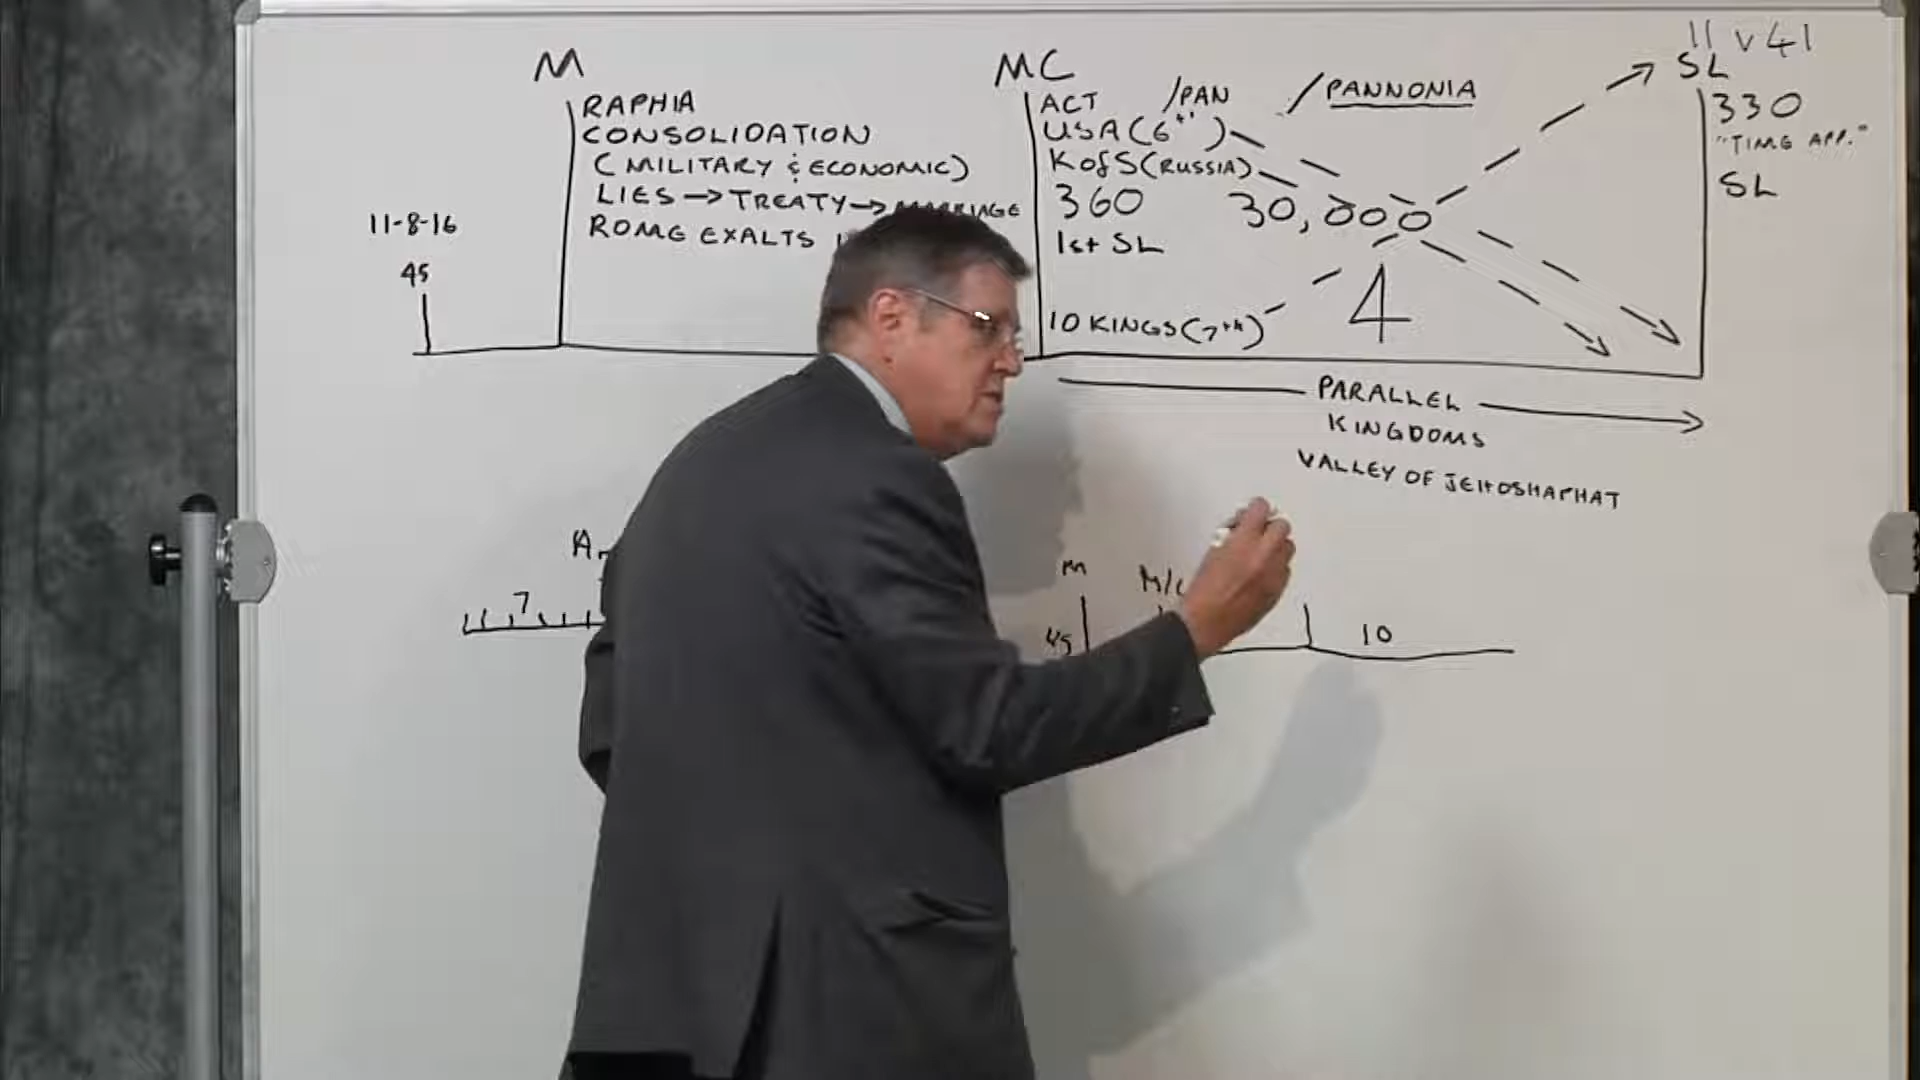 11 v 41
M
MC
SL
RAPHIA
CONSOLIDATION
(MILITARY & ECONOMIC)
LIES → TREATY →
ROME EXALTS
11-8-16
45
ACT /PAN /PANNONIA
USA (6th)
KofS (RUSSIA)
360 30,000
1st SL
10 KINGS (7th) 4
330
"TIME APP."
SL
PARALLEL
KINGDOMS
VALLEY OF JEHOSHAPHAT
7
M
45
10